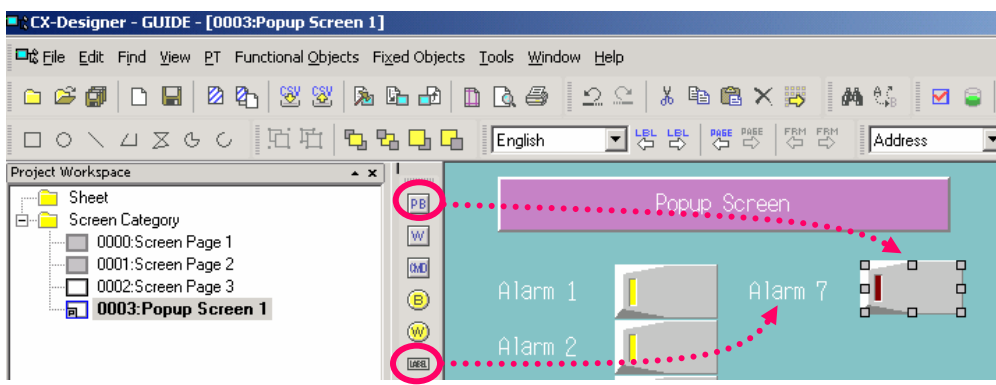 CX-Designer - GUIDE - [0003:Popup Screen 1]
File Edit Find View PT Functional Objects Fixed Objects Tools Window Help
CSV CSV
English LBL LBL PAGE PAGE FRM FRM Address
Project Workspace
Sheet
Screen Category
0000:Screen Page 1
0001:Screen Page 2
0002:Screen Page 3
0003:Popup Screen 1
PB
W
CMD
B
W
LABEL
Popup Screen
Alarm 1
Alarm 7
Alarm 2